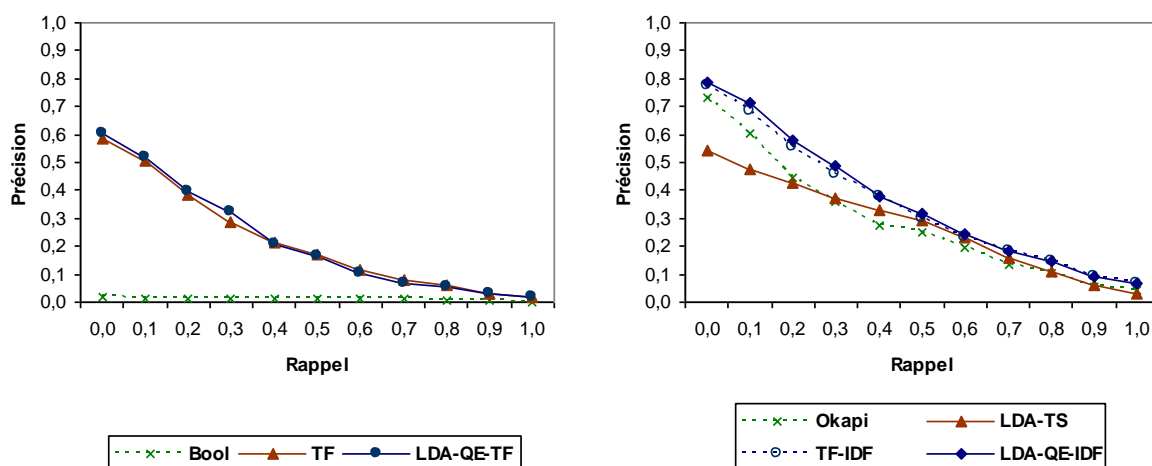 1,0
0,9
0,8
0,7
0,6
0,5
0,4
0,3
0,2
0,1
0,0
Précision
0,0 0,1 0,2 0,3 0,4 0,5 0,6 0,7 0,8 0,9 1,0
Rappel
Bool TF LDA-QE-TF
1,0
0,9
0,8
0,7
0,6
0,5
0,4
0,3
0,2
0,1
0,0
Précision
0,0 0,1 0,2 0,3 0,4 0,5 0,6 0,7 0,8 0,9 1,0
Rappel
Okapi LDA-TS
TF-IDF LDA-QE-IDF